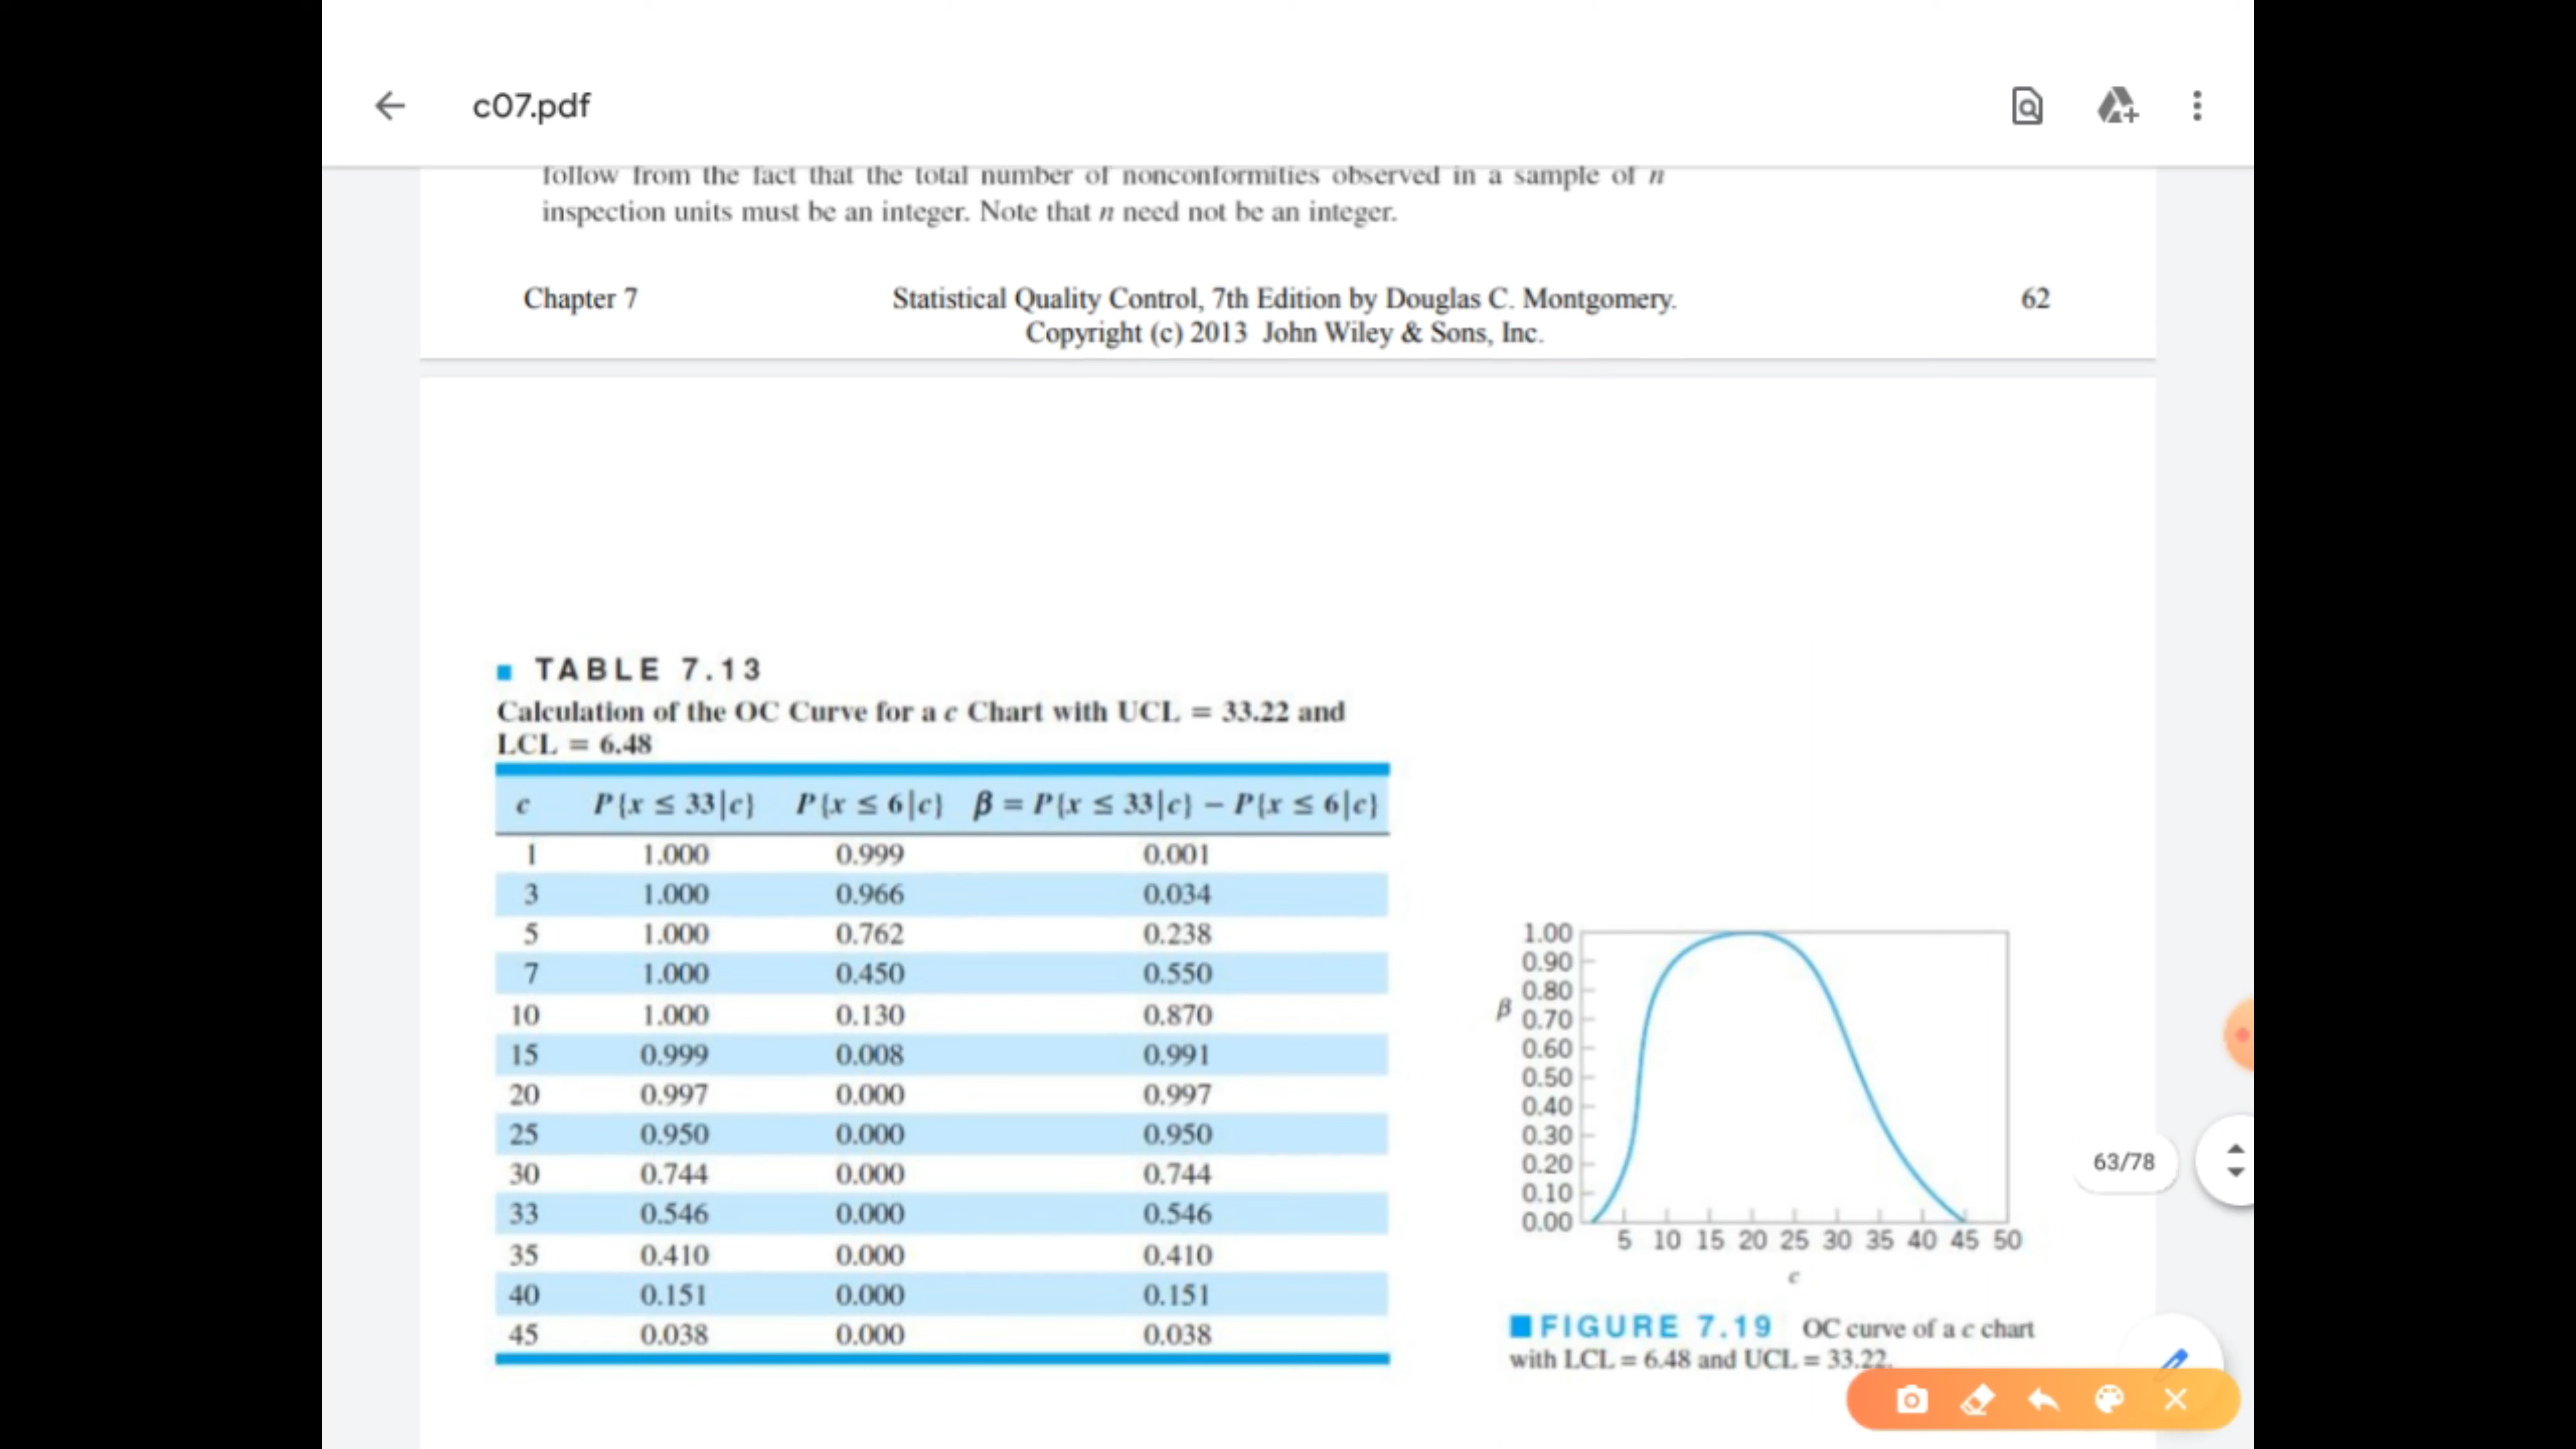 c07.pdf
follow from the fact that the total number of nonconformities observed in a sample of n
inspection units must be an integer. Note that n need not be an integer.
Chapter 7 Statistical Quality Control, 7th Edition by Douglas C. Montgomery. 62
Copyright (c) 2013 John Wiley & Sons, Inc.
TABLE 7.13
Calculation of the OC Curve for a c Chart with UCL = 33.22 and
LCL = 6.48
c P{x ≤ 33|c} P{x ≤ 6|c} β = P{x ≤ 33|c} − P{x ≤ 6|c}
1 1.000 0.999 0.001
3 1.000 0.966 0.034
5 1.000 0.762 0.238
7 1.000 0.450 0.550
10 1.000 0.130 0.870
15 0.999 0.008 0.991
20 0.997 0.000 0.997
25 0.950 0.000 0.950
30 0.744 0.000 0.744
33 0.546 0.000 0.546
35 0.410 0.000 0.410
40 0.151 0.000 0.151
45 0.038 0.000 0.038
1.00
0.90
0.80
β 0.70
0.60
0.50
0.40
0.30
0.20
0.10
0.00
5 10 15 20 25 30 35 40 45 50
c
FIGURE 7.19 OC curve of a c chart
with LCL = 6.48 and UCL = 33.22.
63/78